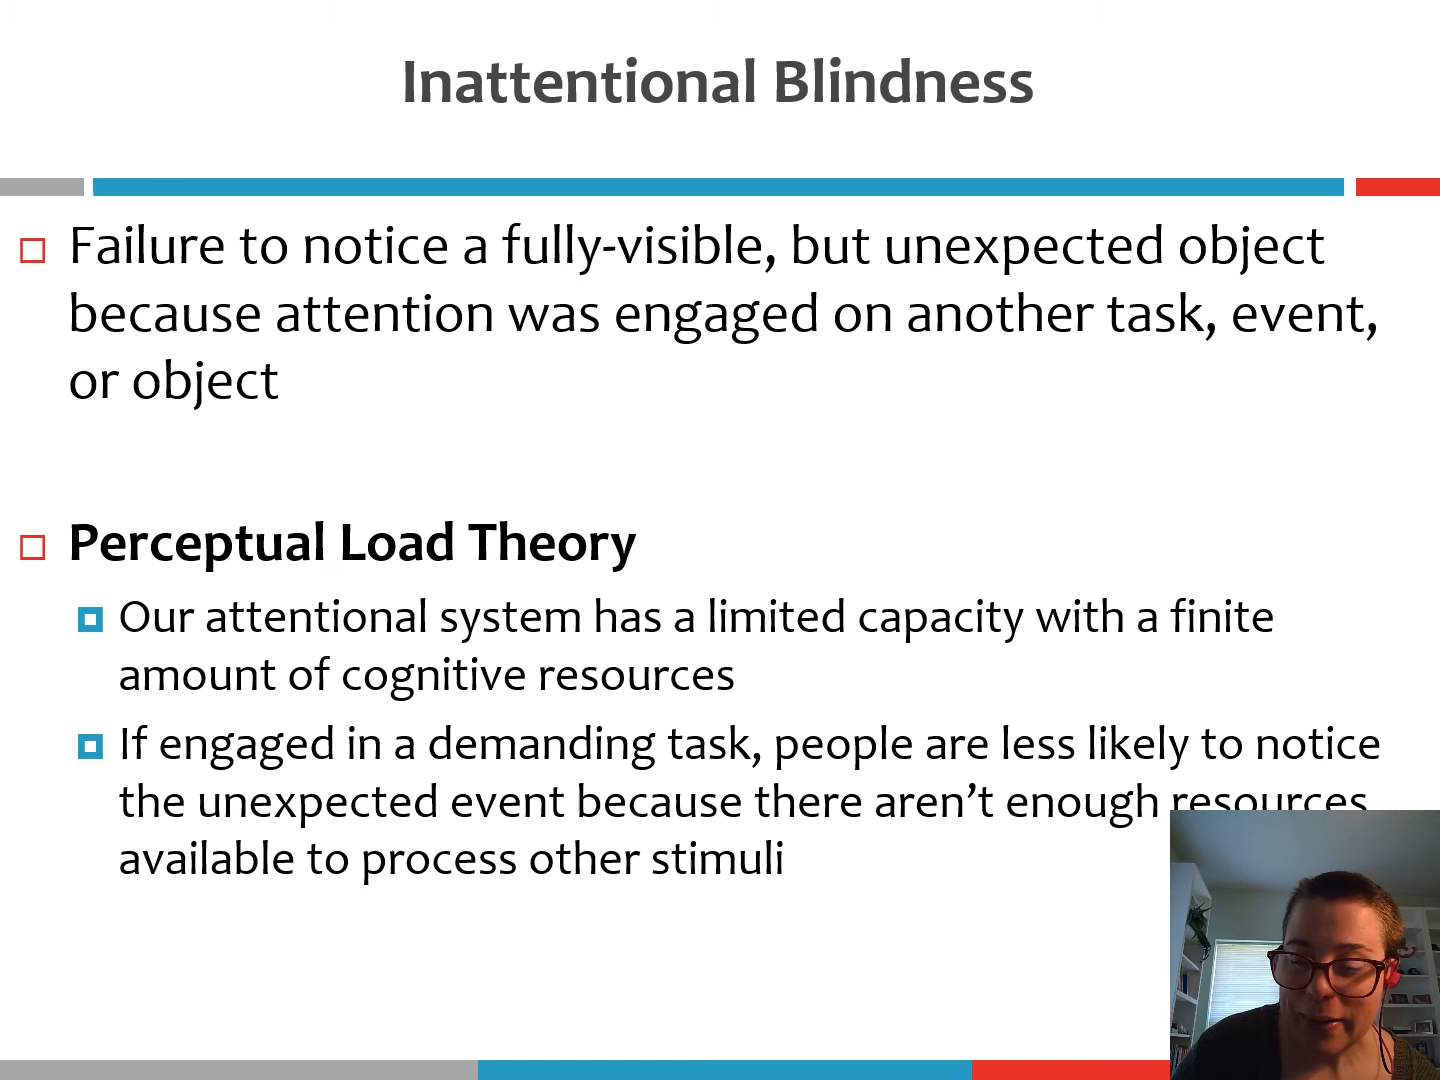 Inattentional Blindness
Failure to notice a fully-visible, but unexpected object
because attention was engaged on another task, event,
or object
Perceptual Load Theory
Our attentional system has a limited capacity with a finite
amount of cognitive resources
If engaged in a demanding task, people are less likely to notice
the unexpected event because there aren’t enough resources
available to process other stimuli